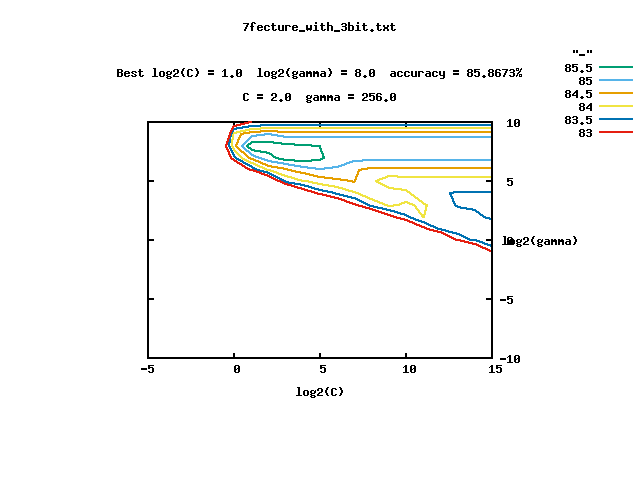 7fecture_with_3bit.txt
"_"
Best log2(C) = 1.0 log2(gamma) = 8.0 accuracy = 85.8673%
85.5
85
C = 2.0 gamma = 256.0
84.5
84
83.5
83
10
5
0
log2(gamma)
-5
-10
-5 0 5 10 15
log2(C)